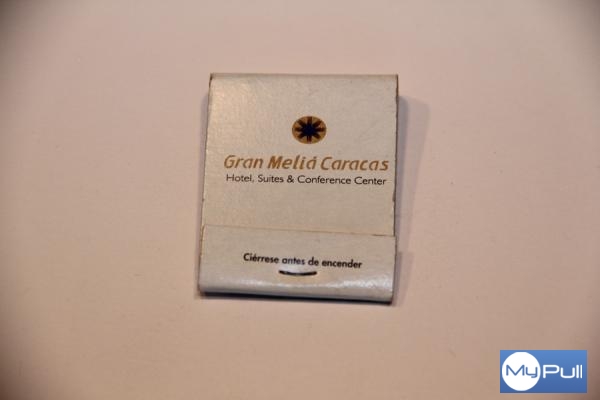 Gran Meliá Caracas
Hotel, Suites & Conference Center
Ciérrese antes de encender
MyPull